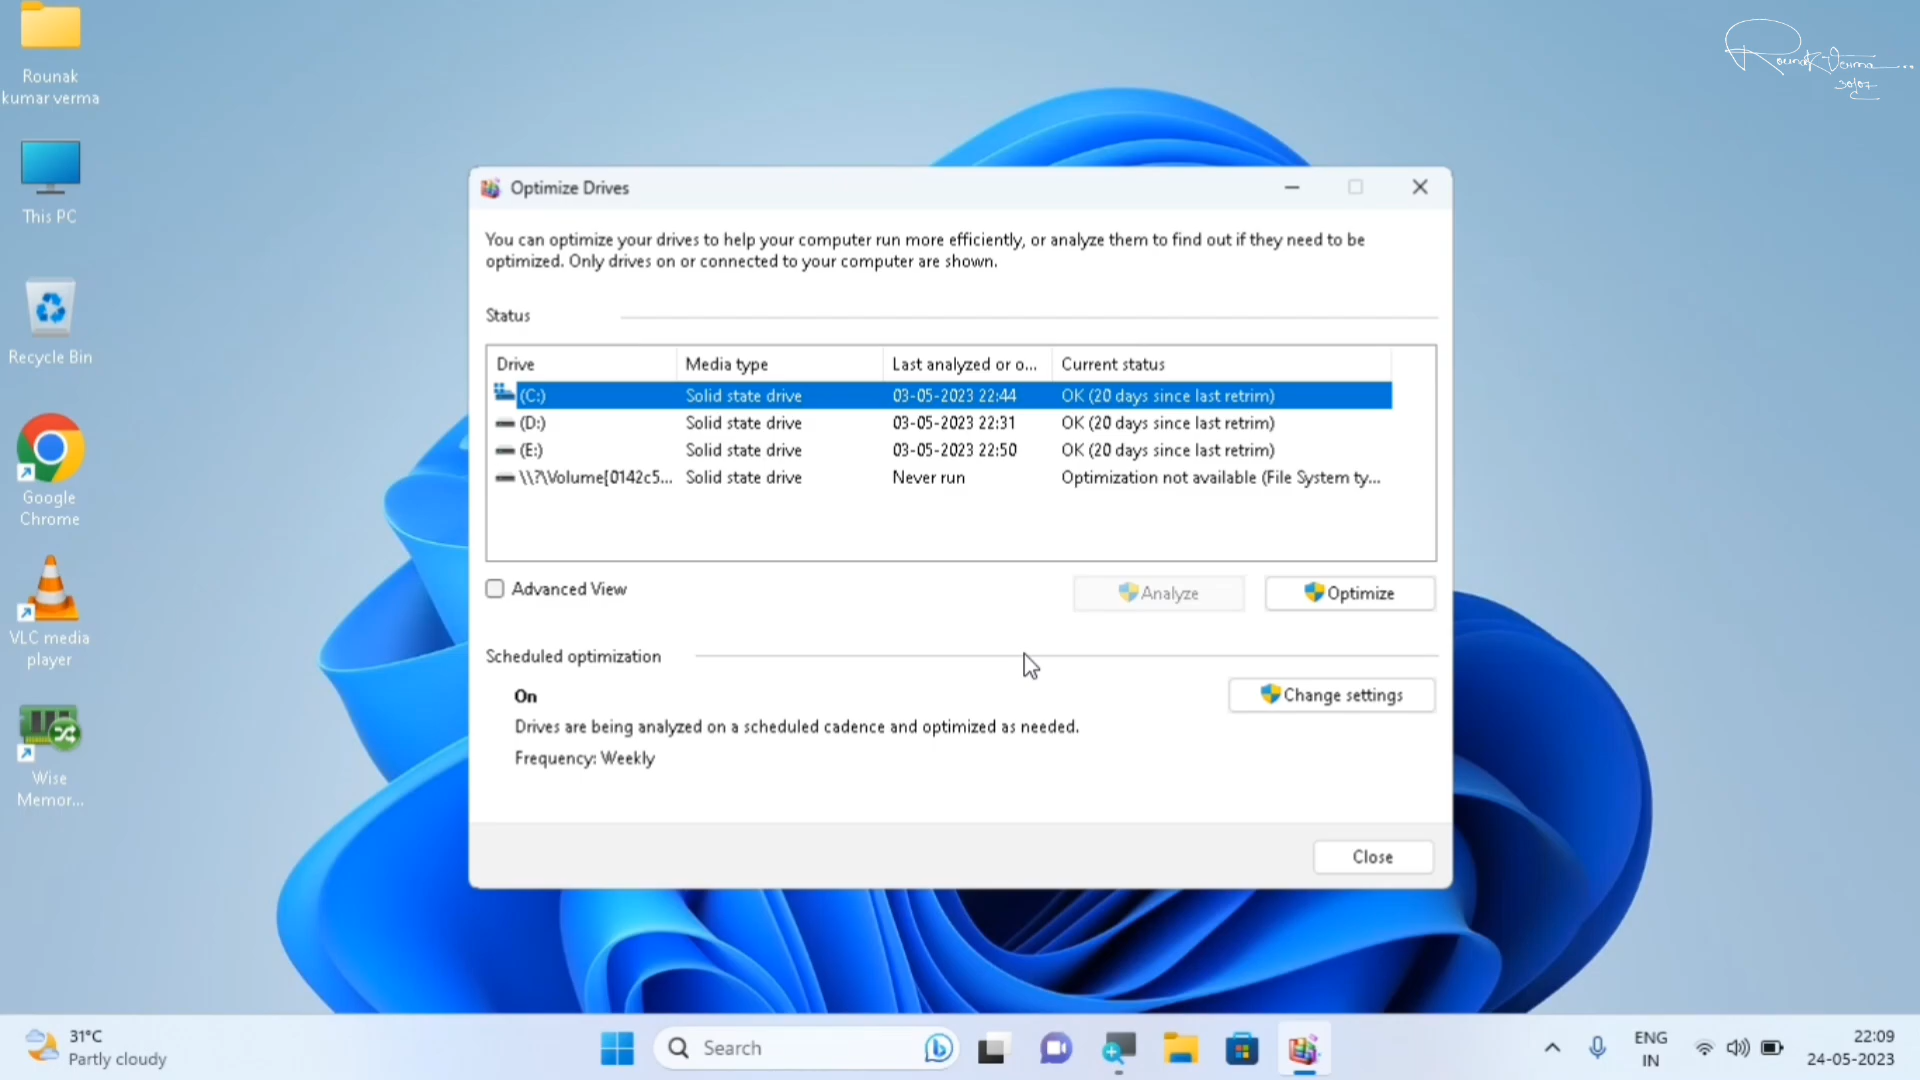 Rounak
kumar verma
This PC
Recycle Bin
Google
Chrome
VLC media
player
Wise
Memor...
Rounak Verma...
30/07
Optimize Drives
You can optimize your drives to help your computer run more efficiently, or analyze them to find out if they need to be
optimized. Only drives on or connected to your computer are shown.
Status
Drive Media type Last analyzed or o... Current status
(C:) Solid state drive 03-05-2023 22:44 OK (20 days since last retrim)
(D:) Solid state drive 03-05-2023 22:31 OK (20 days since last retrim)
(E:) Solid state drive 03-05-2023 22:50 OK (20 days since last retrim)
\\?\Volume{0142c5... Solid state drive Never run Optimization not available (File System ty...
Advanced View
Analyze
Optimize
Scheduled optimization
On
Change settings
Drives are being analyzed on a scheduled cadence and optimized as needed.
Frequency: Weekly
Close
31°C
Partly cloudy
Search
ENG
IN
22:09
24-05-2023